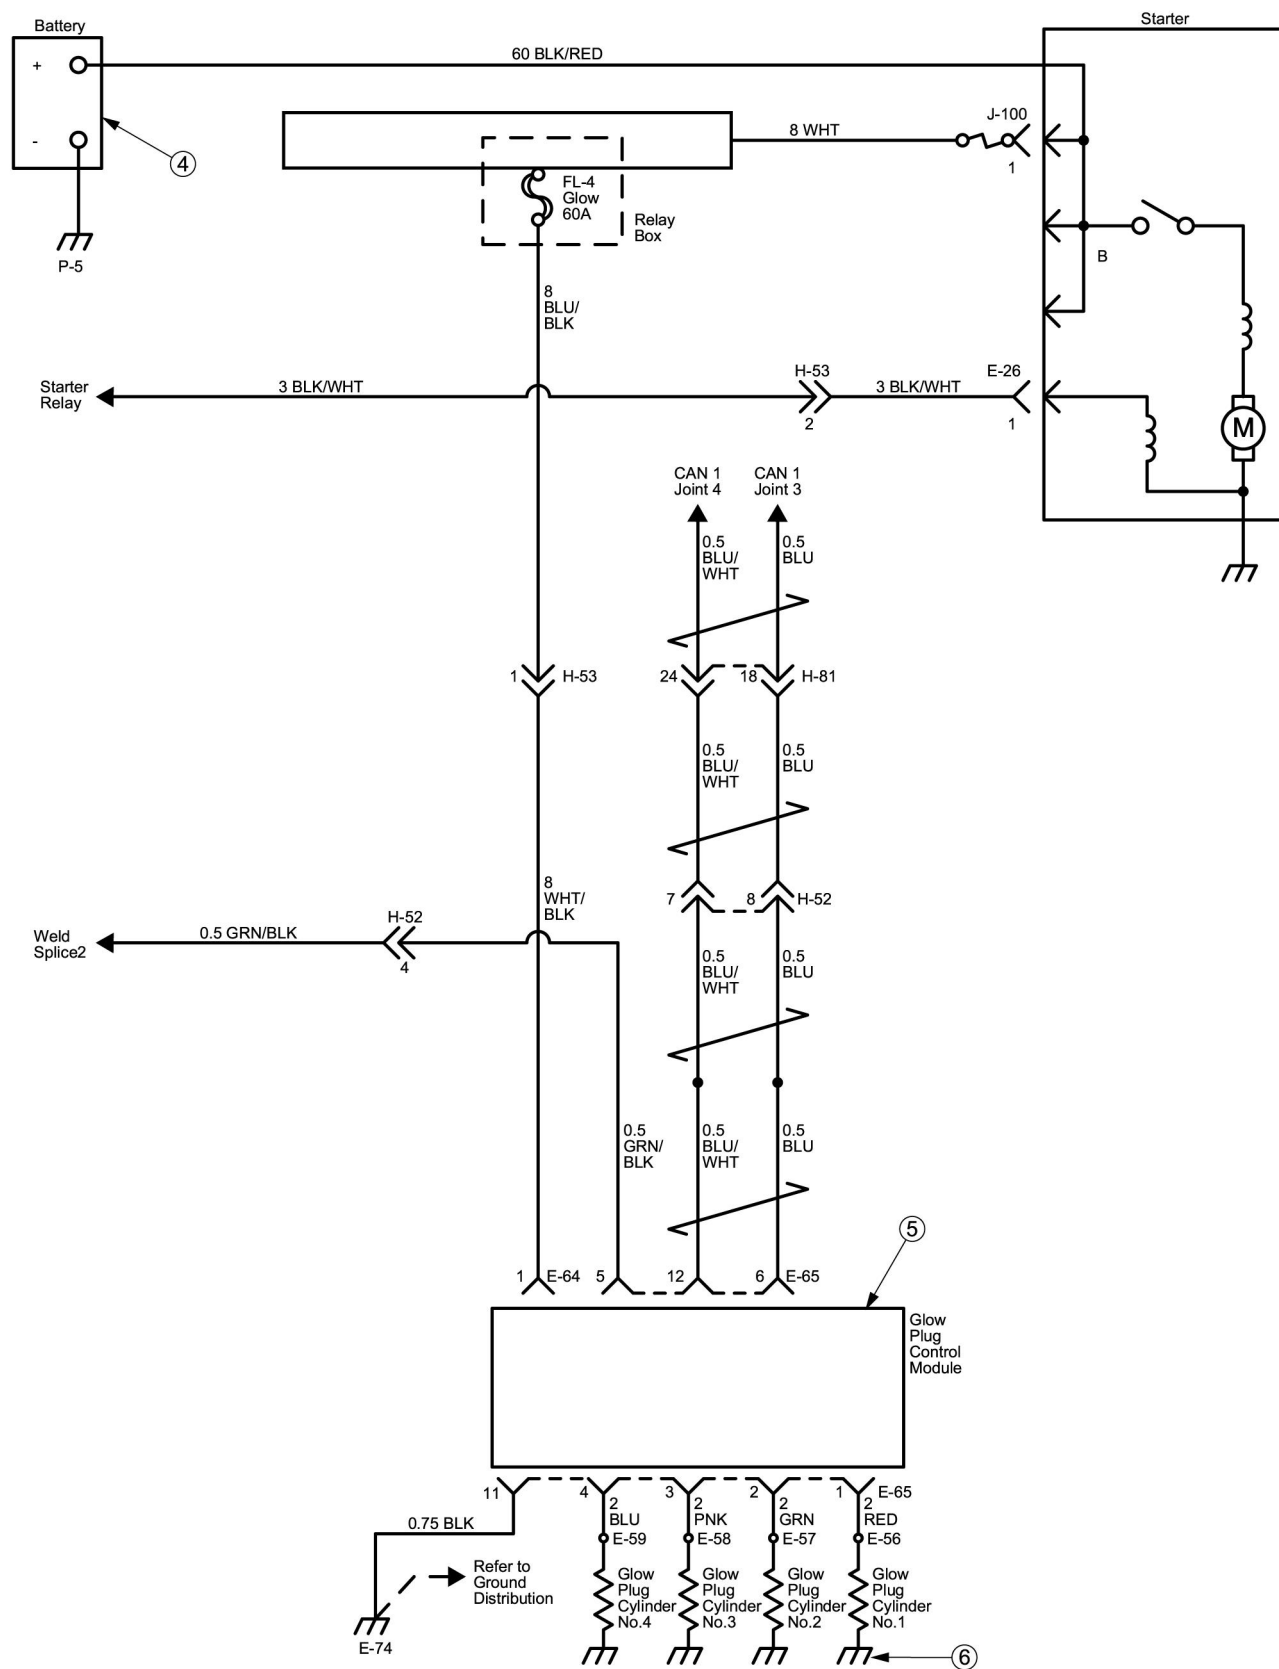 Battery
Starter
+
60 BLK/RED
-
4
P-5
8 WHT
J-100
1
FL-4
Glow
60A
Relay
Box
B
8
BLU/
BLK
Starter
Relay
3 BLK/WHT
H-53
2
3 BLK/WHT
E-26
1
M
CAN 1
Joint 4
CAN 1
Joint 3
0.5
BLU/
WHT
0.5
BLU
1
H-53
24
18
H-81
0.5
BLU/
WHT
0.5
BLU
8
WHT/
BLK
7
8
H-52
Weld
Splice2
0.5 GRN/BLK
H-52
4
0.5
BLU/
WHT
0.5
BLU
0.5
GRN/
BLK
0.5
BLU/
WHT
0.5
BLU
5
1
E-64
5
12
6
E-65
Glow
Plug
Control
Module
11
4
3
2
1
E-65
0.75 BLK
2
BLU
2
PNK
2
GRN
2
RED
E-59
E-58
E-57
E-56
Refer to
Ground
Distribution
Glow
Plug
Cylinder
No.4
Glow
Plug
Cylinder
No.3
Glow
Plug
Cylinder
No.2
Glow
Plug
Cylinder
No.1
E-74
6